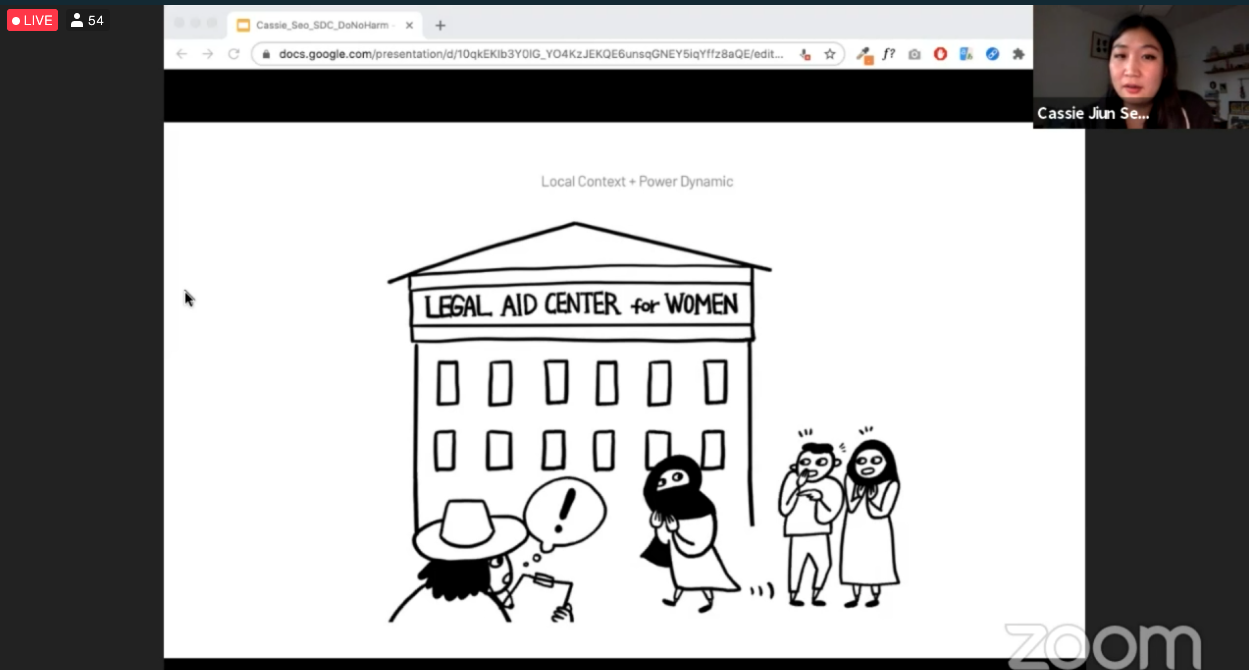 LIVE
54
Cassie_Seo_SDC_DoNoHarm -
docs.google.com/presentation/d/10qkEKIb3Y0IG_YO4KzJEKQE6unsqGNEY5iqYffz8aQE/edit...
f?
Cassie Jiun Se...
Local Context + Power Dynamic
LEGAL AID CENTER for WOMEN
!
zoom